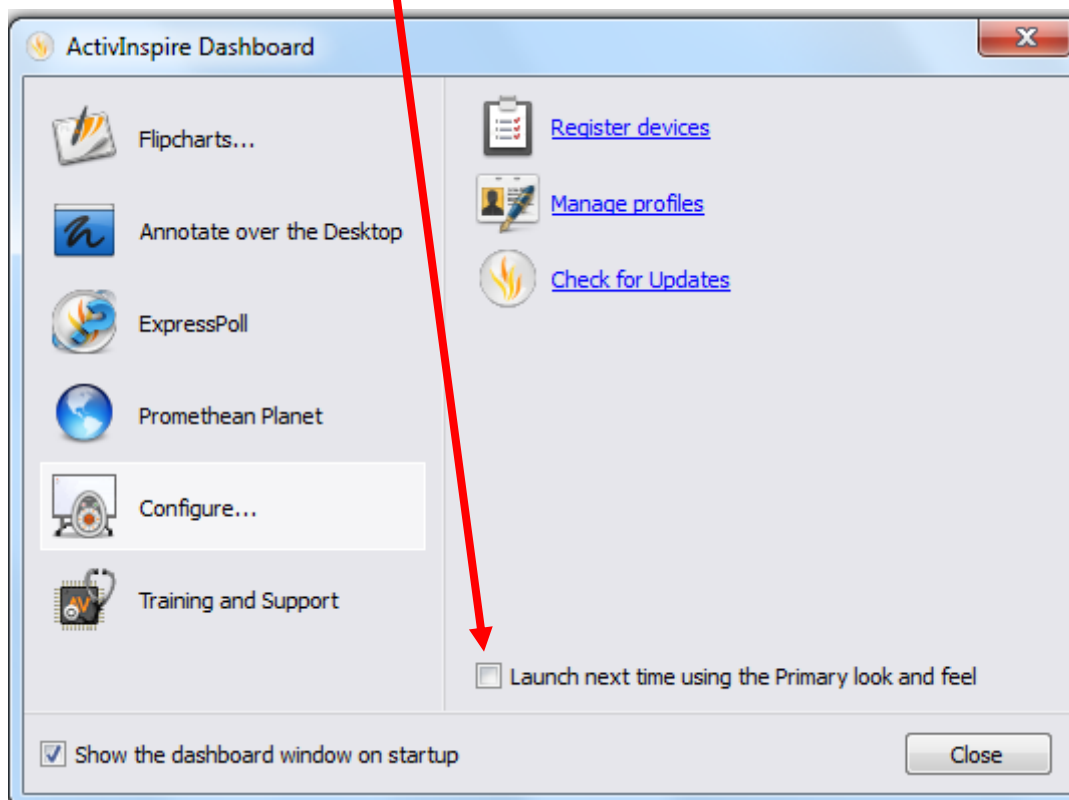 ActivInspire Dashboard
Flipcharts...
Annotate over the Desktop
ExpressPoll
Promethean Planet
Configure...
Training and Support
Register devices
Manage profiles
Check for Updates
Launch next time using the Primary look and feel
Show the dashboard window on startup
Close